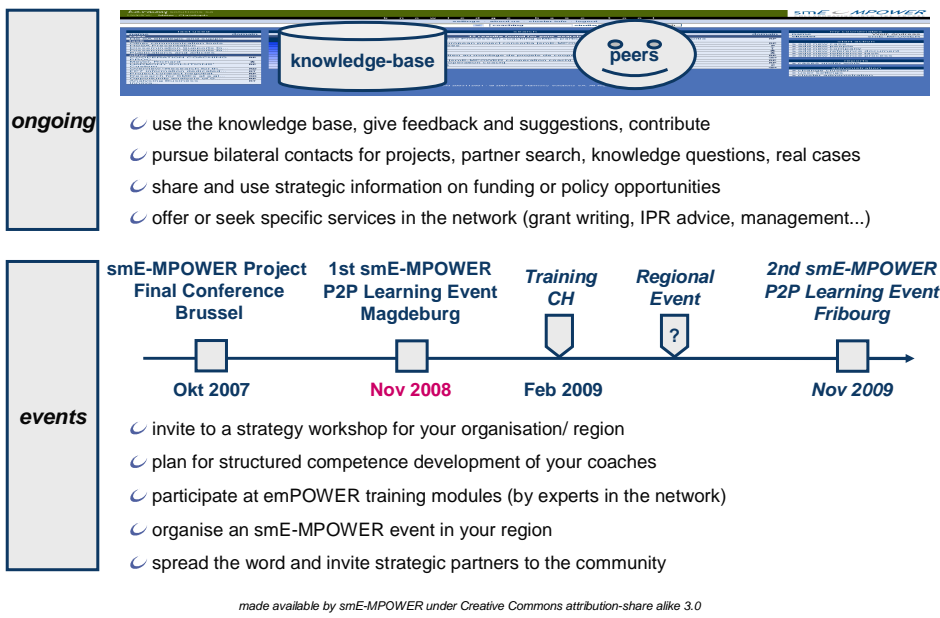 smE-MPOWER
knowledge-base
peers
ongoing
use the knowledge base, give feedback and suggestions, contribute
pursue bilateral contacts for projects, partner search, knowledge questions, real cases
share and use strategic information on funding or policy opportunities
offer or seek specific services in the network (grant writing, IPR advice, management...)
smE-MPOWER Project
Final Conference
Brussel
1st smE-MPOWER
P2P Learning Event
Magdeburg
Training
CH
Regional
Event
2nd smE-MPOWER
P2P Learning Event
Fribourg
?
Okt 2007
Nov 2008
Feb 2009
Nov 2009
events
invite to a strategy workshop for your organisation/ region
plan for structured competence development of your coaches
participate at emPOWER training modules (by experts in the network)
organise an smE-MPOWER event in your region
spread the word and invite strategic partners to the community
made available by smE-MPOWER under Creative Commons attribution-share alike 3.0